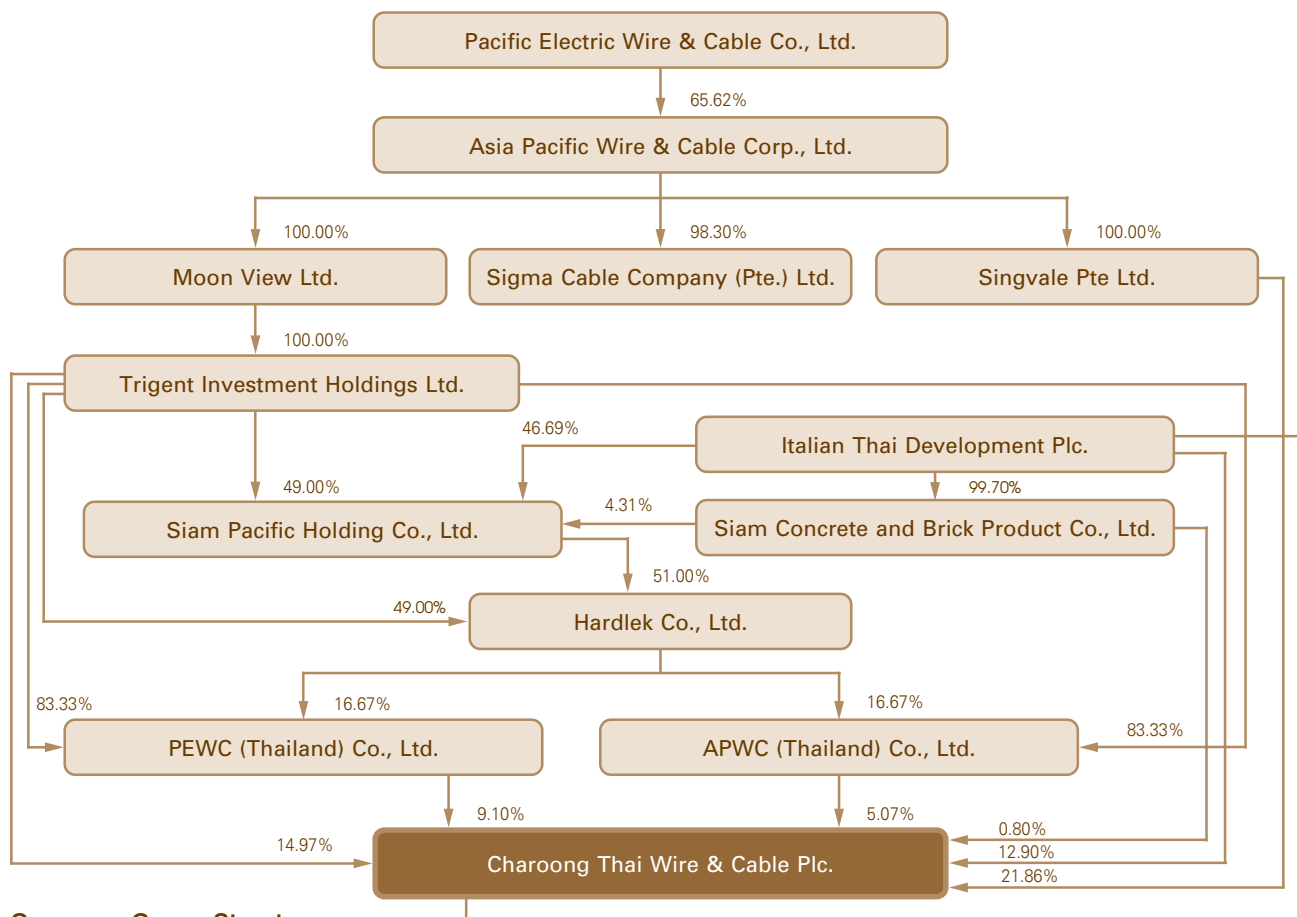 Pacific Electric Wire & Cable Co., Ltd.
65.62%
Asia Pacific Wire & Cable Corp., Ltd.
100.00%
98.30%
100.00%
Moon View Ltd.
Sigma Cable Company (Pte.) Ltd.
Singvale Pte Ltd.
100.00%
Trigent Investment Holdings Ltd.
46.69%
Italian Thai Development Plc.
49.00%
99.70%
Siam Pacific Holding Co., Ltd.
4.31%
Siam Concrete and Brick Product Co., Ltd.
51.00%
49.00%
Hardlek Co., Ltd.
83.33%
16.67%
16.67%
83.33%
PEWC (Thailand) Co., Ltd.
APWC (Thailand) Co., Ltd.
9.10%
5.07%
14.97%
Charoong Thai Wire & Cable Plc.
0.80%
12.90%
21.86%